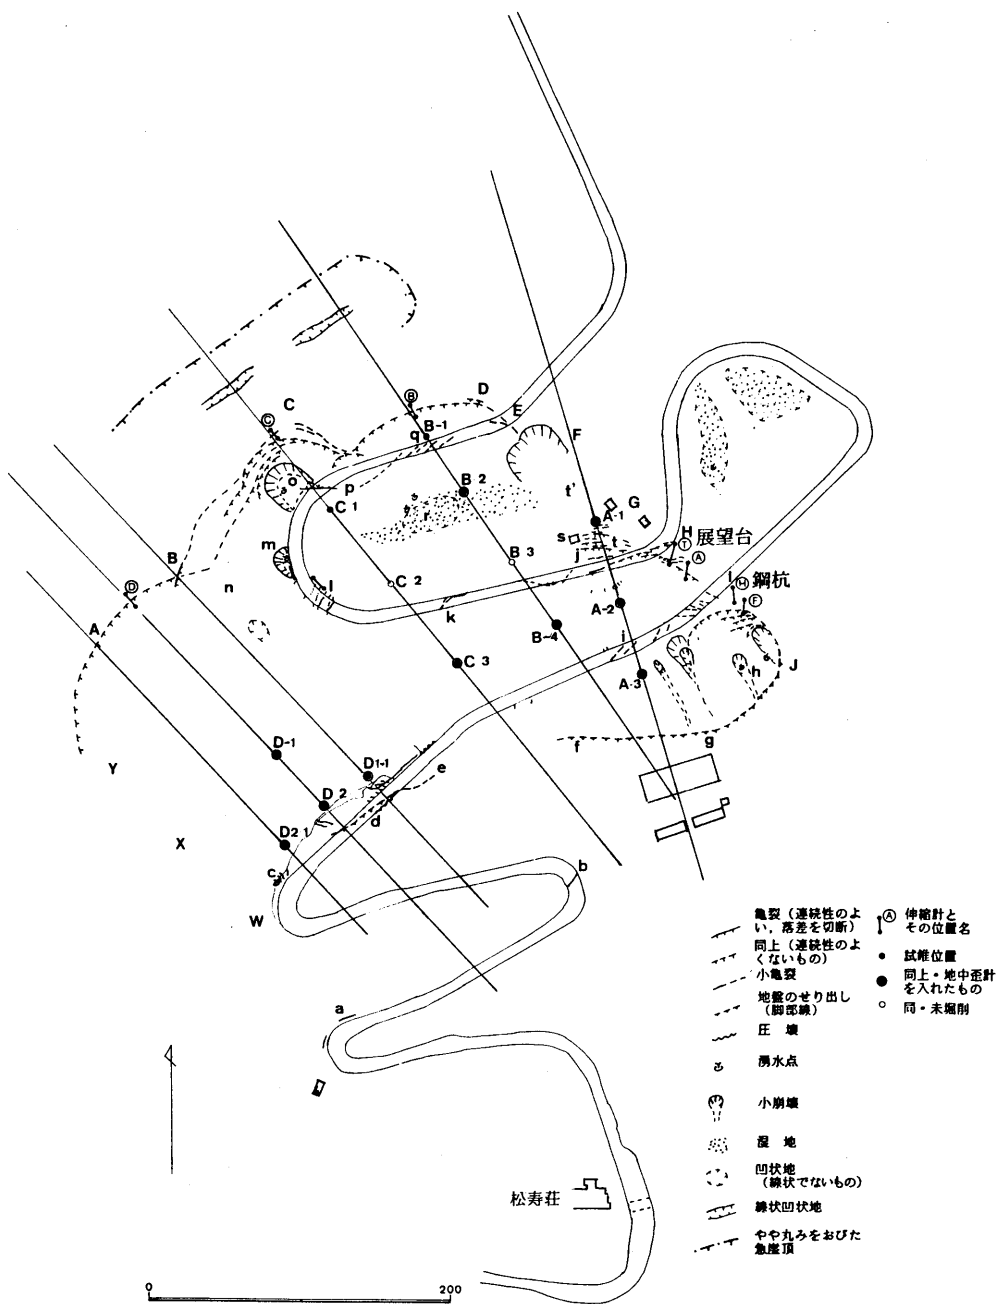 B
D
C
C
E
B-1
q
F
B 2
t'
G
o
p
C 1
r
A-1
s
t
H
展望台
T
j
A
m
B 3
B
l
C 2
I
H
鋼杭
n
D
F
k
A-2
A
B-4
i
C 3
J
h
A-3
D-1
f
g
Y
D1-1
e
D 2
d
X
D2 1
c
b
W
a
松寿荘
0
200
亀裂（連続性のよ
い，落差を切断）
同上（連続性のよ
くないもの）
小亀裂
地盤のせり出し
（脚部線）
圧 壊
湧水点
小崩壊
湿 地
凹状地
（線状でないもの）
線状凹状地
やや丸みをおびた
急崖頂
A
伸縮計と
その位置名
試錐位置
同上・地中歪計
を入れたもの
同・未堀削